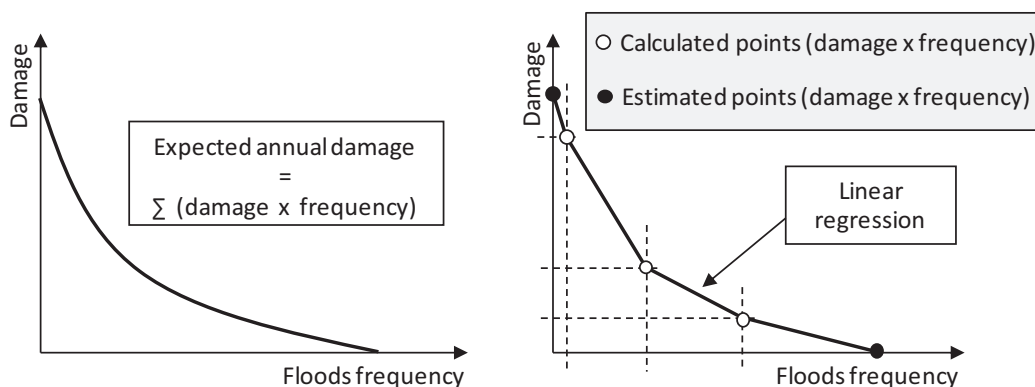 Damage
Expected annual damage
=
∑ (damage x frequency)
Floods frequency
Damage
Calculated points (damage x frequency)
Estimated points (damage x frequency)
Linear
regression
Floods frequency